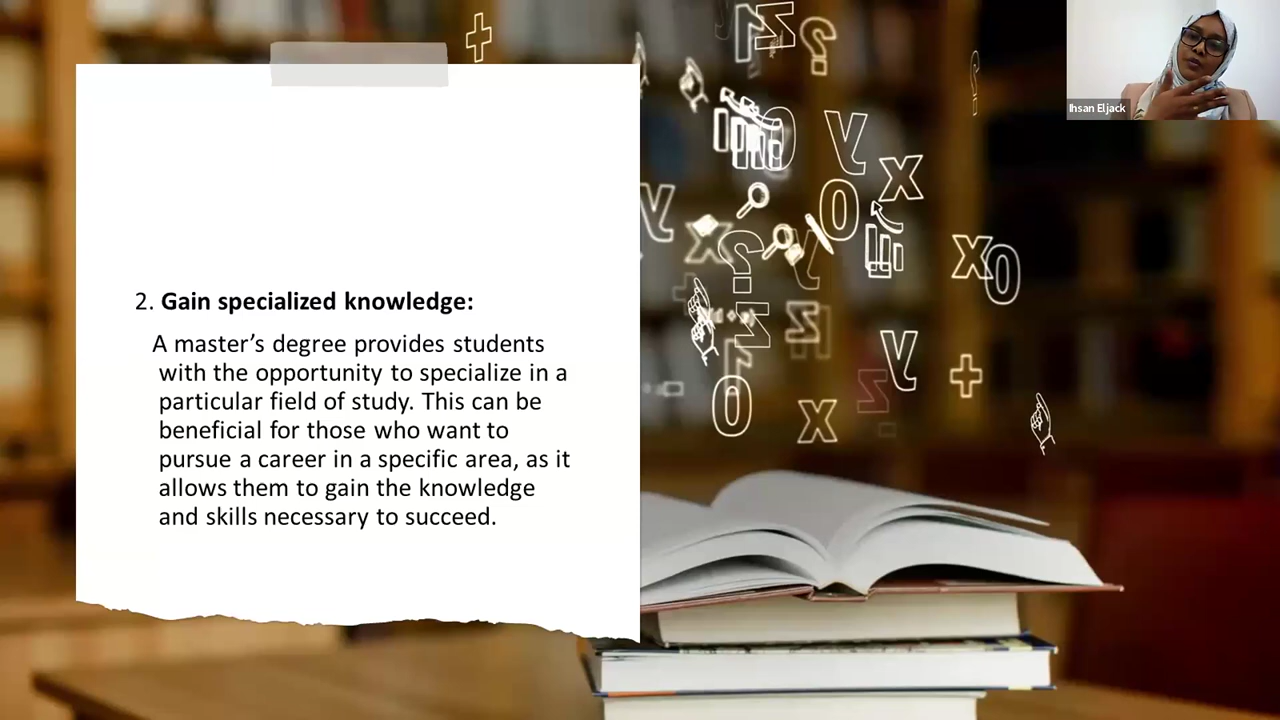 Ihsan Eljack
2. Gain specialized knowledge:
A master’s degree provides students
with the opportunity to specialize in a
particular field of study. This can be
beneficial for those who want to
pursue a career in a specific area, as it
allows them to gain the knowledge
and skills necessary to succeed.